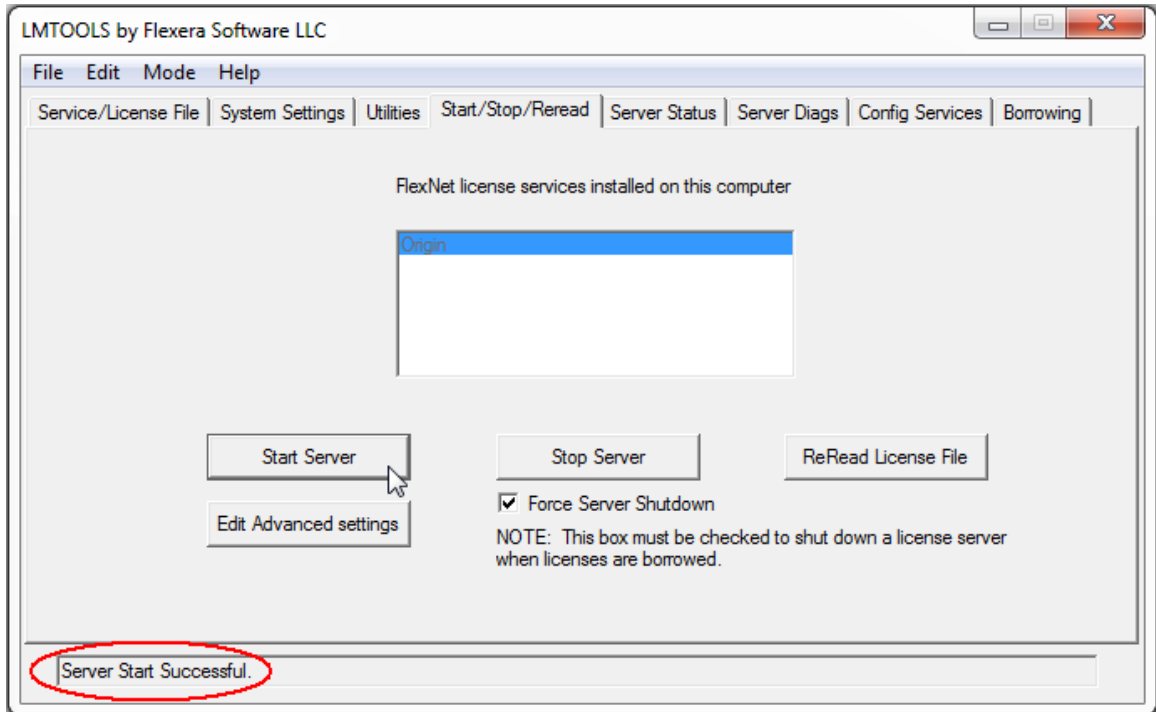 LMTOOLS by Flexera Software LLC
File Edit Mode Help
Service/License File System Settings Utilities Start/Stop/Reread Server Status Server Diags Config Services Borrowing
FlexNet license services installed on this computer
Origin
Start Server Stop Server ReRead License File
Edit Advanced settings
Force Server Shutdown
NOTE: This box must be checked to shut down a license server
when licenses are borrowed.
Server Start Successful.